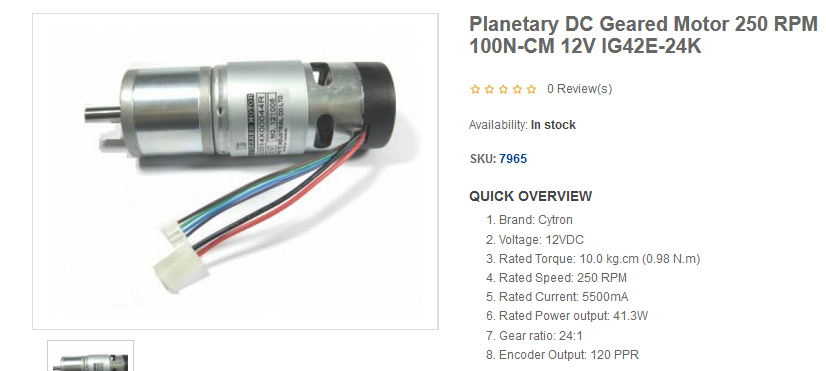 Planetary DC Geared Motor 250 RPM
100N-CM 12V IG42E-24K
0 Review(s)
Availability: In stock
SKU: 7965
QUICK OVERVIEW
1. Brand: Cytron
2. Voltage: 12VDC
3. Rated Torque: 10.0 kg.cm (0.98 N.m)
4. Rated Speed: 250 RPM
5. Rated Current: 5500mA
6. Rated Power output: 41.3W
7. Gear ratio: 24:1
8. Encoder Output: 120 PPR